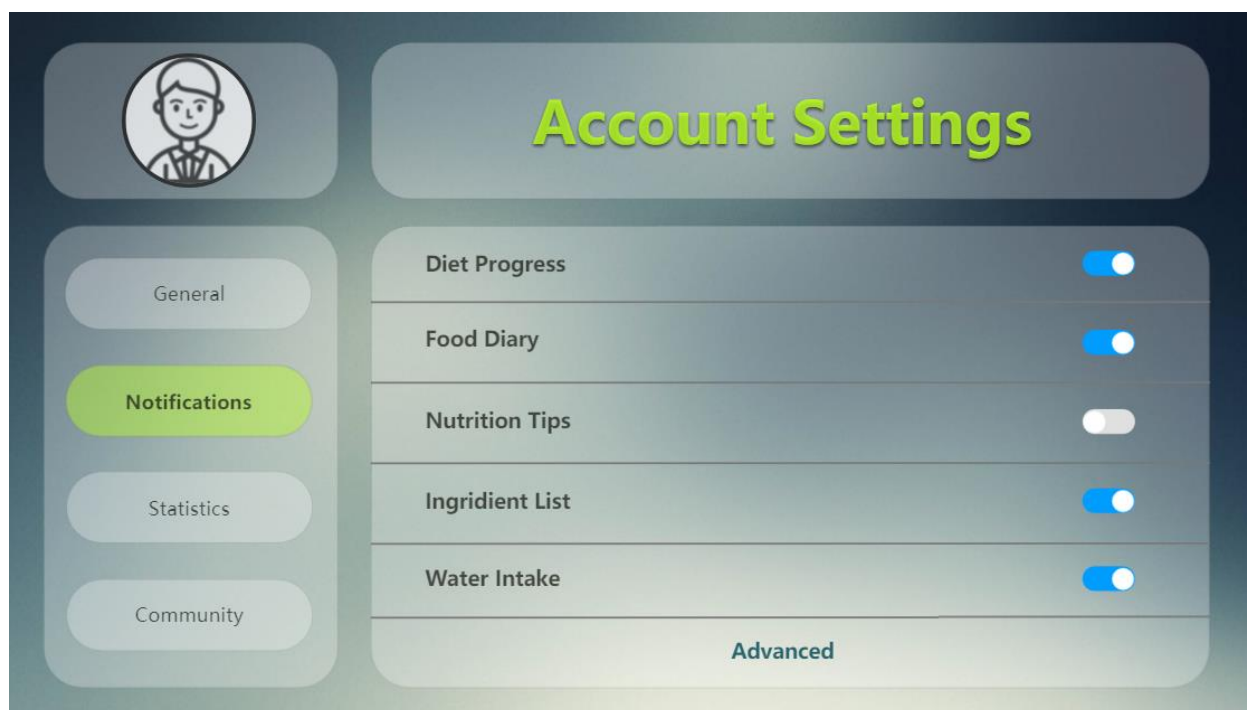 Account Settings
General
Notifications
Statistics
Community
Diet Progress
Food Diary
Nutrition Tips
Ingridient List
Water Intake
Advanced